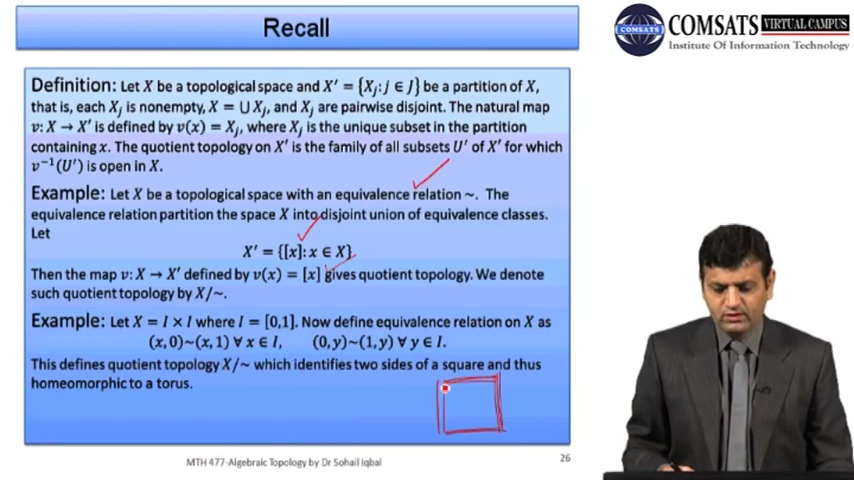 Recall
COMSATS VIRTUAL CAMPUS
Institute Of Information Technology
Definition: Let X be a topological space and X′ = {Xⱼ: j ∈ J} be a partition of X,
that is, each Xⱼ is nonempty, X = ∪ Xⱼ, and Xⱼ are pairwise disjoint. The natural map
v: X → X′ is defined by v(x) = Xⱼ, where Xⱼ is the unique subset in the partition
containing x. The quotient topology on X′ is the family of all subsets U′ of X′ for which
v⁻¹(U′) is open in X.
Example: Let X be a topological space with an equivalence relation ~. The
equivalence relation partition the space X into disjoint union of equivalence classes.
Let
X′ = {[x]: x ∈ X}
Then the map v: X → X′ defined by v(x) = [x] gives quotient topology. We denote
such quotient topology by X/~.
Example: Let X = I × I where I = [0,1]. Now define equivalence relation on X as
(x, 0)~(x, 1) ∀ x ∈ I, (0, y)~(1, y) ∀ y ∈ I.
This defines quotient topology X/~ which identifies two sides of a square and thus
homeomorphic to a torus.
MTH 477-Algebraic Topology by Dr Sohail Iqbal
26